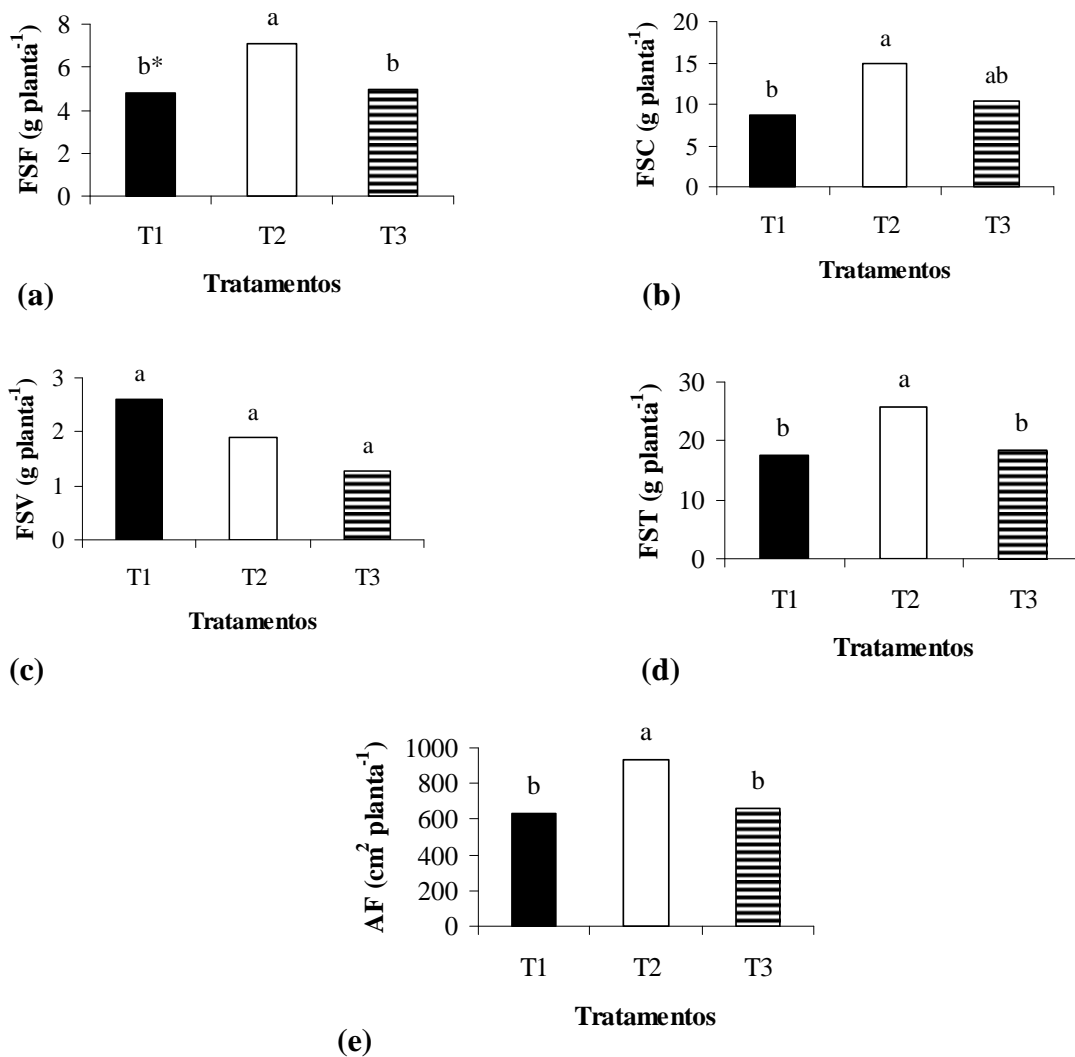 FSF (g planta⁻¹)
8
6
4
2
0
b*
a
b
T1 T2 T3
Tratamentos
(a)
FSC (g planta⁻¹)
20
15
10
5
0
b
a
ab
T1 T2 T3
Tratamentos
(b)
FSV (g planta⁻¹)
3
2
1
0
a
a
a
T1 T2 T3
Tratamentos
(c)
FST (g planta⁻¹)
30
20
10
0
b
a
b
T1 T2 T3
Tratamentos
(d)
AF (cm² planta⁻¹)
1000
800
600
400
200
0
b
a
b
T1 T2 T3
Tratamentos
(e)